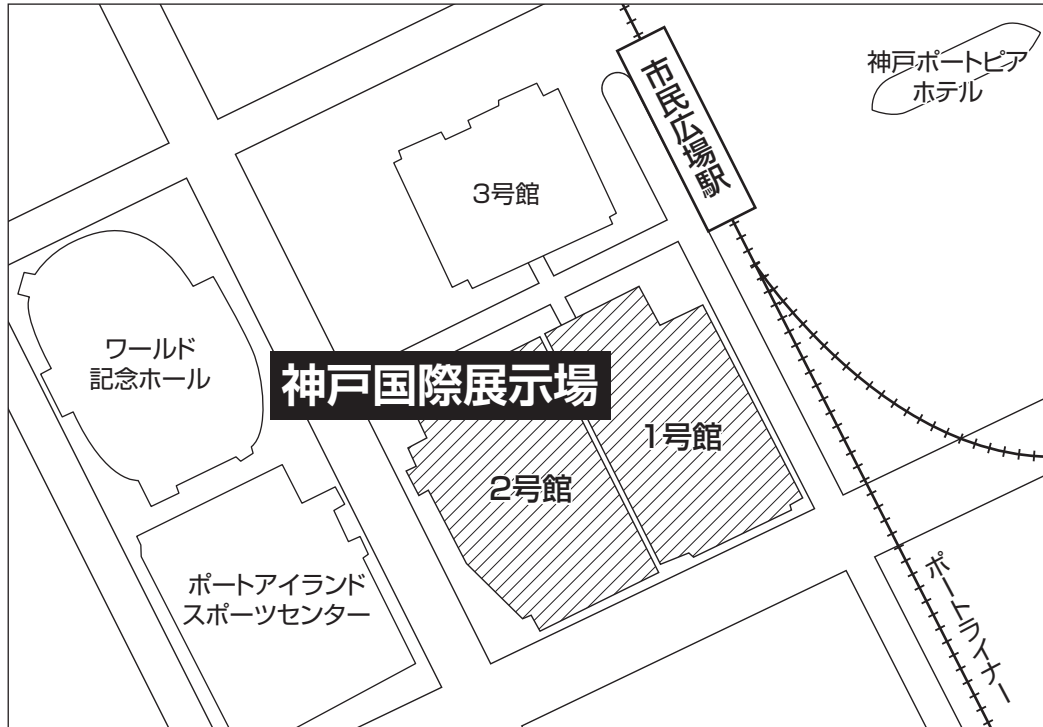 神戸ポートピア
ホテル
市民広場駅
3号館
ワールド
記念ホール
神戸国際展示場
1号館
2号館
ポートアイランド
スポーツセンター
ポートライナー